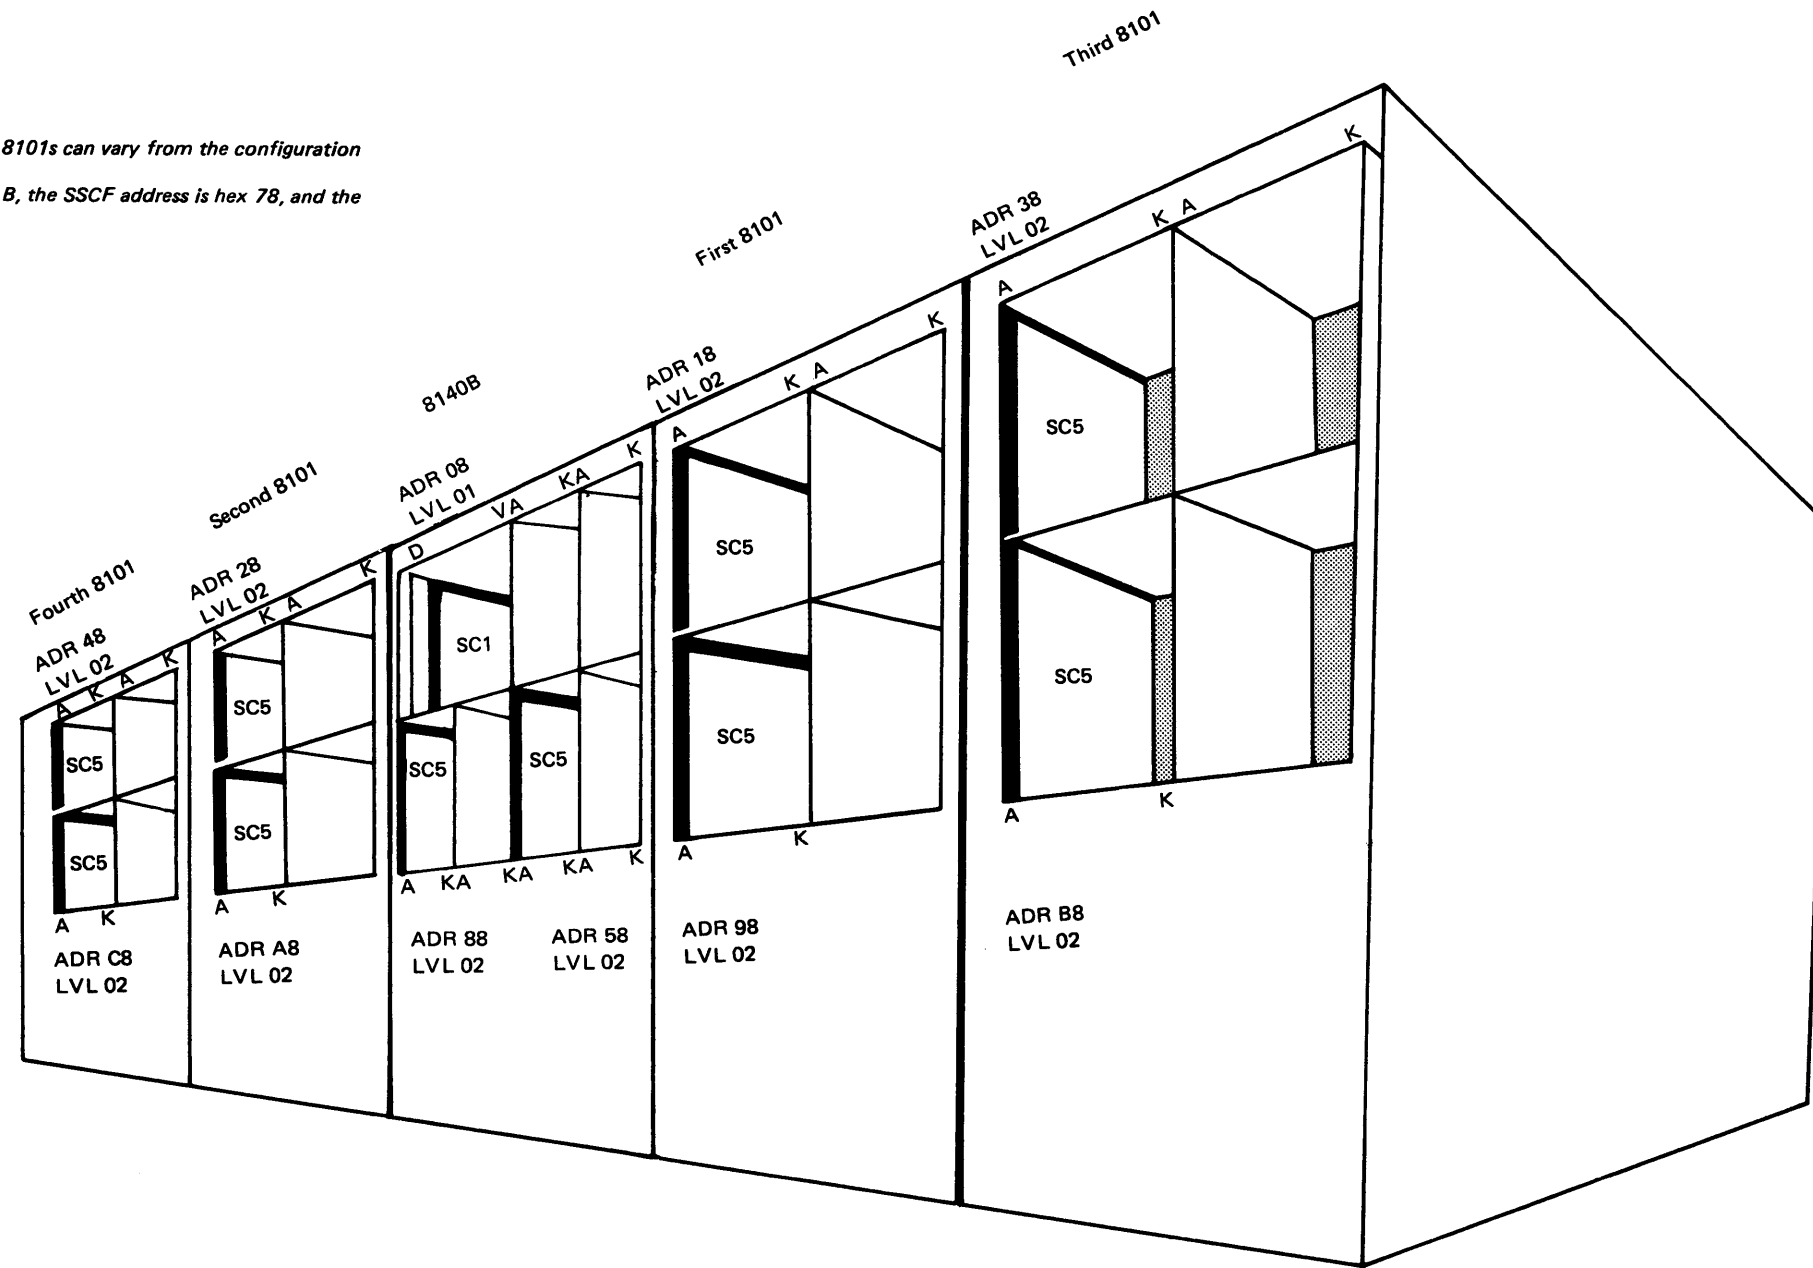 Third 8101
8101s can vary from the configuration
B, the SSCF address is hex 78, and the
First 8101
ADR 38
LVL 02
K
K A
A
8140B
ADR 18
LVL 02
K
K A
A
Second 8101
ADR 08
LVL 01
K
KA
VA
D
Fourth 8101
ADR 28
LVL 02
K
K A
A
ADR 48
LVL 02
K
K A
A
SC5
SC5
SC1
SC5
SC5
SC5
SC5
SC5
SC5
SC5
SC5
SC5
A K
A K
A KA KA KA K
A K
A K
ADR C8
LVL 02
ADR A8
LVL 02
ADR 88
LVL 02
ADR 58
LVL 02
ADR 98
LVL 02
ADR B8
LVL 02